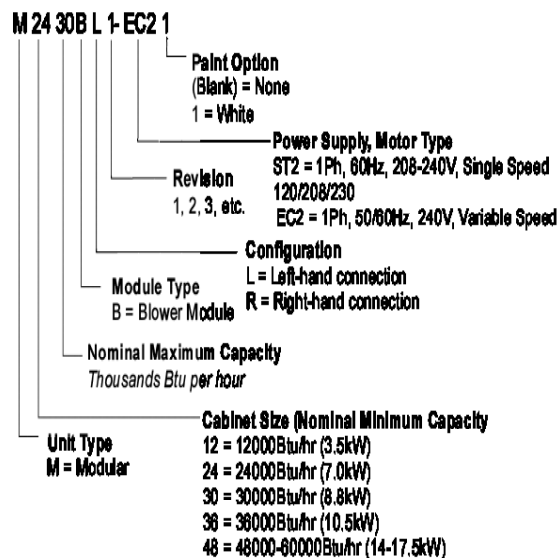 M 24 30B L 1- EC2 1
Paint Option
(Blank) = None
1 = White
Power Supply, Motor Type
ST2 = 1Ph, 60Hz, 208-240V, Single Speed
120/208/230
EC2 = 1Ph, 50/60Hz, 240V, Variable Speed
Revision
1, 2, 3, etc.
Configuration
L = Left-hand connection
R = Right-hand connection
Module Type
B = Blower Module
Nominal Maximum Capacity
Thousands Btu per hour
Cabinet Size (Nominal Minimum Capacity
12 = 12000Btu/hr (3.5kW)
24 = 24000Btu/hr (7.0kW)
30 = 30000Btu/hr (8.8kW)
36 = 36000Btu/hr (10.5kW)
48 = 48000-60000Btu/hr (14-17.5kW)
Unit Type
M = Modular